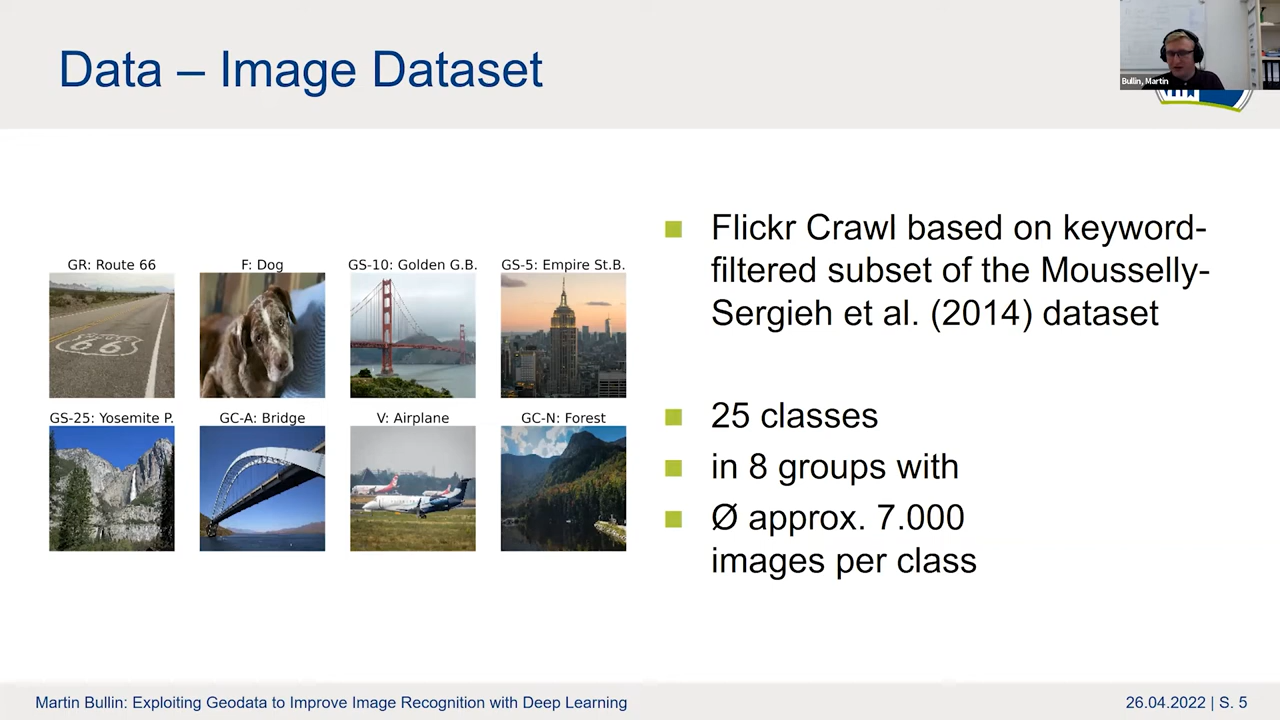 Data – Image Dataset
Bullin, Martin
GR: Route 66
F: Dog
GS-10: Golden G.B.
GS-5: Empire St.B.
ROUTE
66
GS-25: Yosemite P.
GC-A: Bridge
V: Airplane
GC-N: Forest
Flickr Crawl based on keyword-
filtered subset of the Mousselly-
Sergieh et al. (2014) dataset
25 classes
in 8 groups with
Ø approx. 7.000
images per class
Martin Bullin: Exploiting Geodata to Improve Image Recognition with Deep Learning
26.04.2022 | S. 5